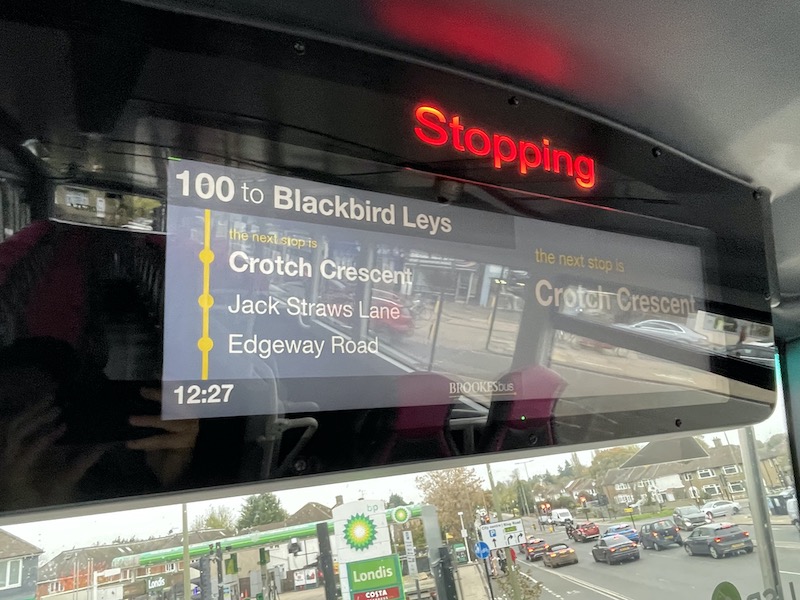 Stopping
100 to Blackbird Leys
the next stop is
Crotch Crescent
Jack Straws Lane
Edgeway Road
12:27
the next stop is
Crotch Crescent
BROOKESbus
bp
Londis
Londis
COSTA